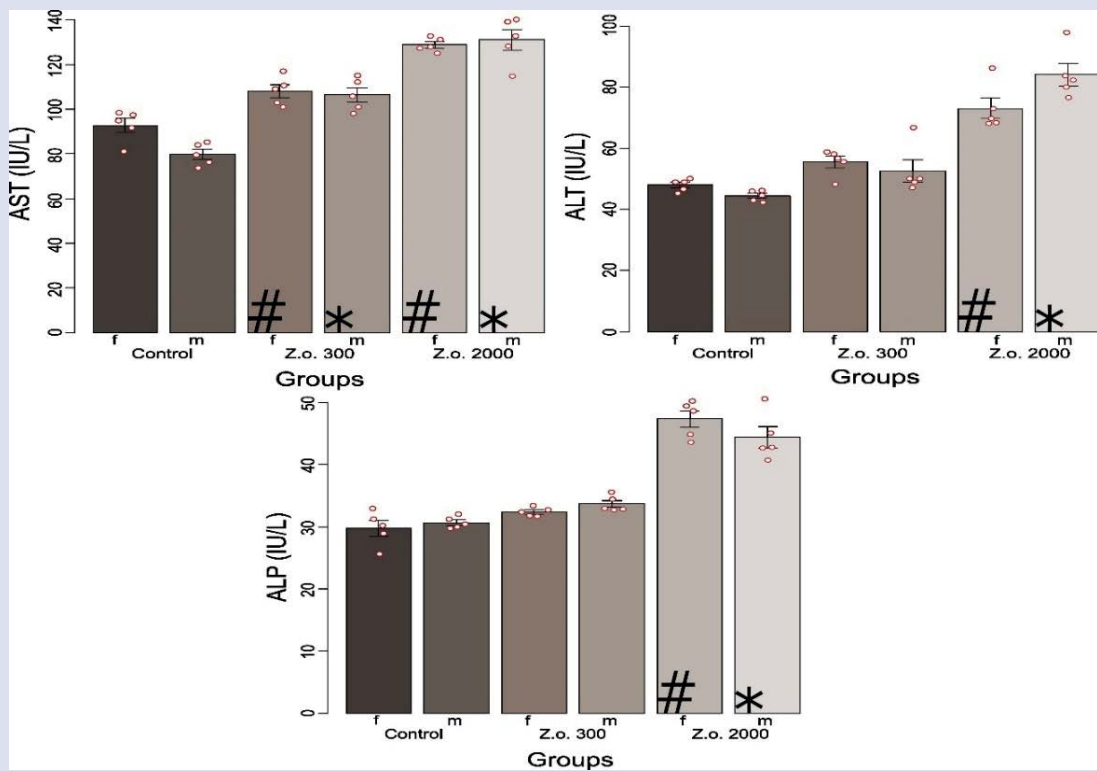 AST (IU/L)
140
120
100
80
60
40
20
0
# * # *
f m f m f m
Control Z.o. 300 Z.o. 2000
Groups
ALT (IU/L)
100
80
60
40
20
0
# *
f m f m f m
Control Z.o. 300 Z.o. 2000
Groups
ALP (IU/L)
50
40
30
20
10
0
# *
f m f m f m
Control Z.o. 300 Z.o. 2000
Groups